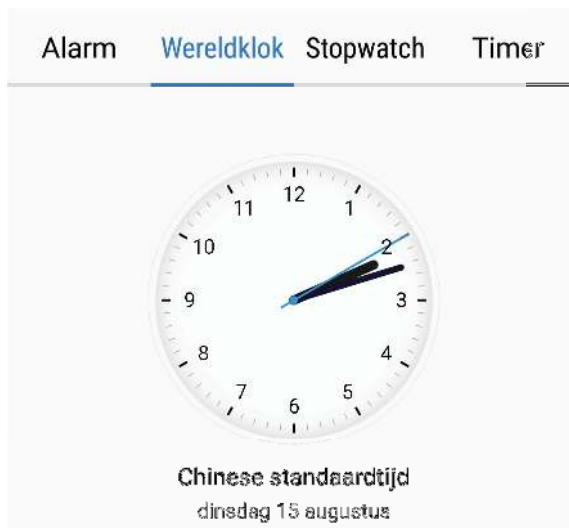 Alarm Wereldklok Stopwatch Timer
12
11 1
10 2
9 3
8 4
7 5
6
Chinese standaardtijd
dinsdag 15 augustus